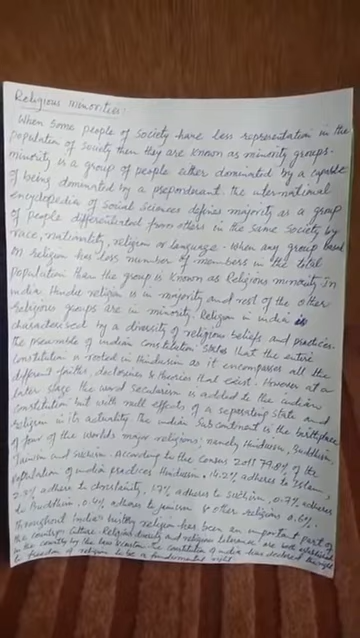 Religious minorities:
When some people of society have less representation in the
population of society then they are known as minority groups.
minority is a group of people either dominated by a capable
of being dominated by a preponderant. the international
encyclopedia of Social Sciences defines majority as a group
of people differentiated from others in the same society by
race, nationality, religion or language. When any group based
on religion has less number of members in the total
population then the group is known as Religious minority. In
india Hindu religion is in majority and rest of the other
religious groups are in minority. Religion in india is
characterised by a diversity of religious beliefs and practices.
the preamble of indian constitution states that the entire
constitution is rooted in Hinduism as it encompasses all the
different faiths, doctrines & theories that exist. However at a
later stage the word secularism is added to the indian
constitution but with null effects of a seperating state and
religion in its actuality. The indian Subcontinent is the birthplace
of four of the worlds major religions; namely Hinduism, Buddhism,
Jainism and Sikhism. According to the census 2011 79.8% of the
population of india practices Hinduism, 14.2% adheres to Islam,
2.3% adhere to christianity, 1.7% adheres to sikhism, 0.7% adheres
to Buddhism, 0.4% adhere to jainism & other religions 0.6%.
Throughout India's history religion has been an important part of
the country culture. Religious diversity and religious tolerance are both established
in the country by the law. The constitution of india has declared the right
to freedom of religion to be a fundamental right